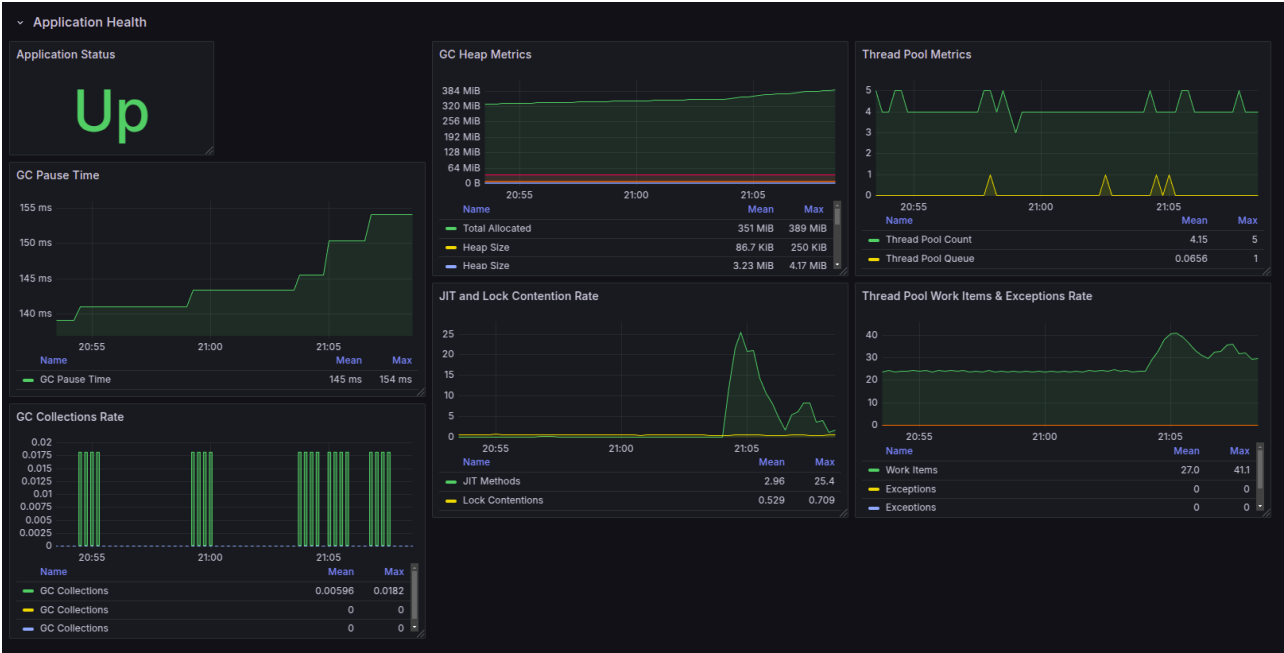 Application Health
Application Status
Up
GC Pause Time
155 ms
150 ms
145 ms
140 ms
20:55 21:00 21:05
Name Mean Max
GC Pause Time 145 ms 154 ms
GC Collections Rate
0.02
0.0175
0.015
0.0125
0.01
0.0075
0.005
0.0025
0
20:55 21:00 21:05
Name Mean Max
GC Collections 0.00596 0.0182
GC Collections 0 0
GC Collections 0 0
GC Heap Metrics
384 MiB
320 MiB
256 MiB
192 MiB
128 MiB
64 MiB
0 B
20:55 21:00 21:05
Name Mean Max
Total Allocated 351 MiB 389 MiB
Heap Size 86.7 KiB 250 KiB
Heap Size 3.23 MiB 4.17 MiB
JIT and Lock Contention Rate
25
20
15
10
5
0
20:55 21:00 21:05
Name Mean Max
JIT Methods 2.96 25.4
Lock Contentions 0.529 0.709
Thread Pool Metrics
5
4
3
2
1
0
20:55 21:00 21:05
Name Mean Max
Thread Pool Count 4.15 5
Thread Pool Queue 0.0656 1
Thread Pool Work Items & Exceptions Rate
40
30
20
10
0
20:55 21:00 21:05
Name Mean Max
Work Items 27.0 41.1
Exceptions 0 0
Exceptions 0 0